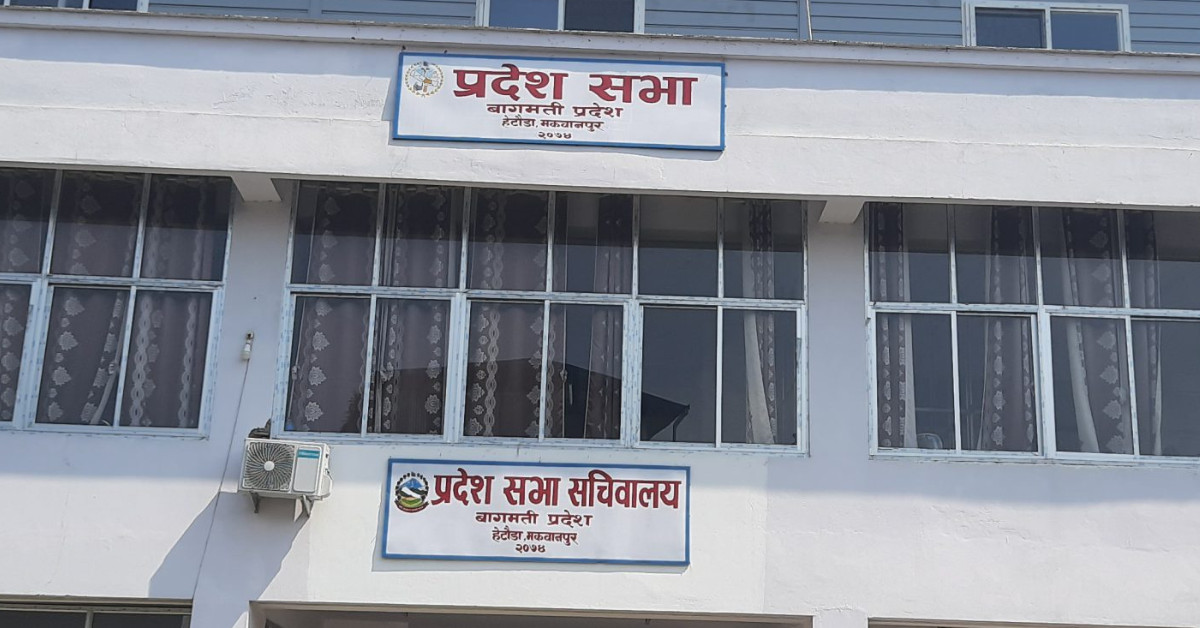 प्रदेश सभा
बागमती प्रदेश
हेटौडा, मकवानपुर
२०७४
प्रदेश सभा सचिवालय
बागमती प्रदेश
हेटौडा, मकवानपुर
२०७४